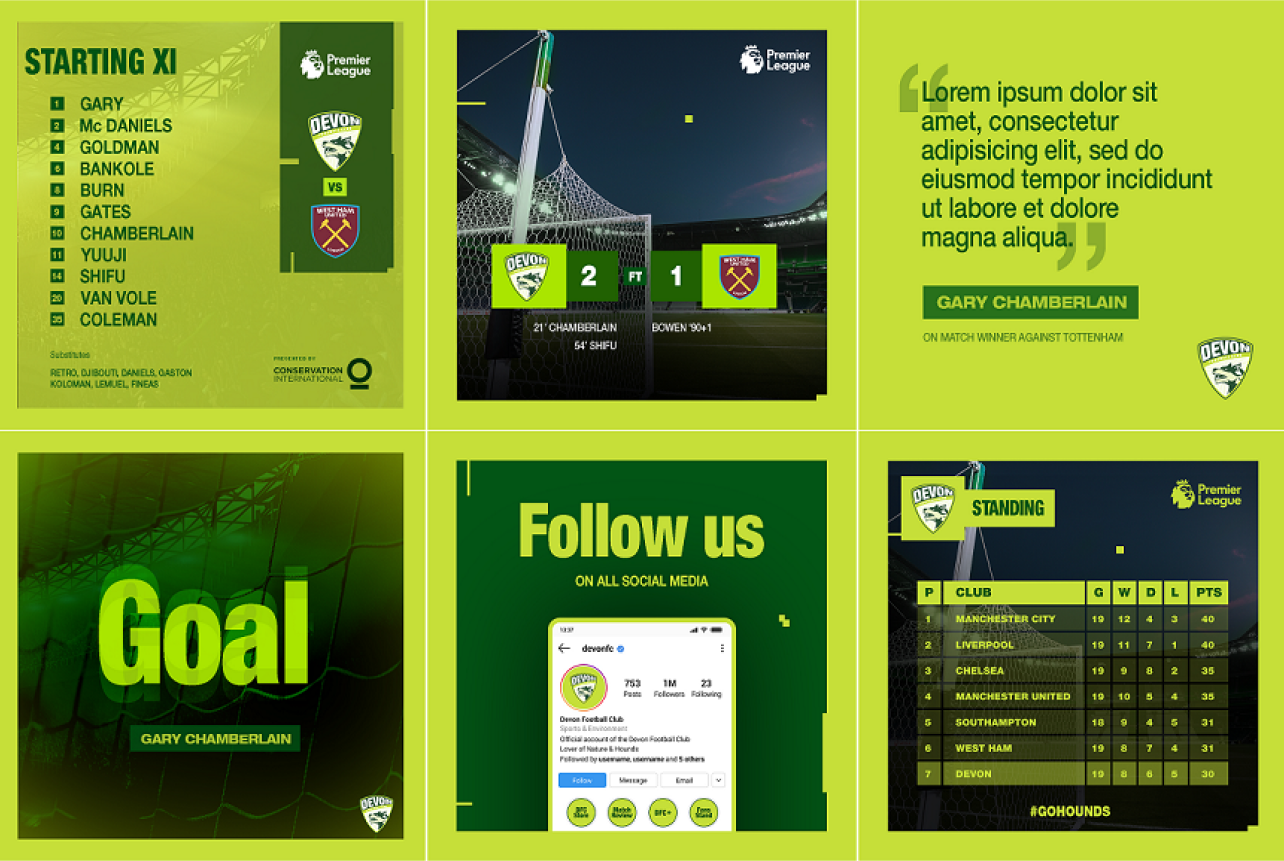 STARTING XI
1 GARY
2 Mc DANIELS
4 GOLDMAN
BANKOLE
BURN
9 GATES
10 CHAMBERLAIN
11 YUUJI
14 SHIFU
20 VAN VOLE
35 COLEMAN
Substitutes
RETRO, DJIBOUTI, DANIELS, GASTON
KOLOMAN, LEMUEL, FINEAS
Premier
League
DEVON
VS
WEST HAM
UNITED
LONDON
PRESENTED BY
CONSERVATION
INTERNATIONAL
Premier
League
DEVON
2 FT 1
WEST HAM
UNITED
LONDON
21' CHAMBERLAIN
54' SHIFU
BOWEN '90+1
“Lorem ipsum dolor sit
amet, consectetur
adipisicing elit, sed do
eiusmod tempor incididunt
ut labore et dolore
magna aliqua.”
GARY CHAMBERLAIN
ON MATCH WINNER AGAINST TOTTENHAM
DEVON
Goal
GARY CHAMBERLAIN
DEVON
Follow us
ON ALL SOCIAL MEDIA
13:37
devonfc
DEVON
753 1M 23
Posts Followers Following
Devon Football Club
Sports & Environment
Official account of the Devon Football Club
Lover of Nature & Hounds
Followed by username, username and 5 others
Follow Message Email
DFC Store
Match Review
DFC+
Fans Stand
DEVON
STANDING
Premier
League
P CLUB G W D L PTS
1 MANCHESTER CITY 19 12 4 3 40
2 LIVERPOOL 19 11 7 1 40
3 CHELSEA 19 9 8 2 35
4 MANCHESTER UNITED 19 10 5 4 35
5 SOUTHAMPTON 18 9 4 5 31
6 WEST HAM 19 8 7 4 31
7 DEVON 19 8 6 5 30
#GOHOUNDS